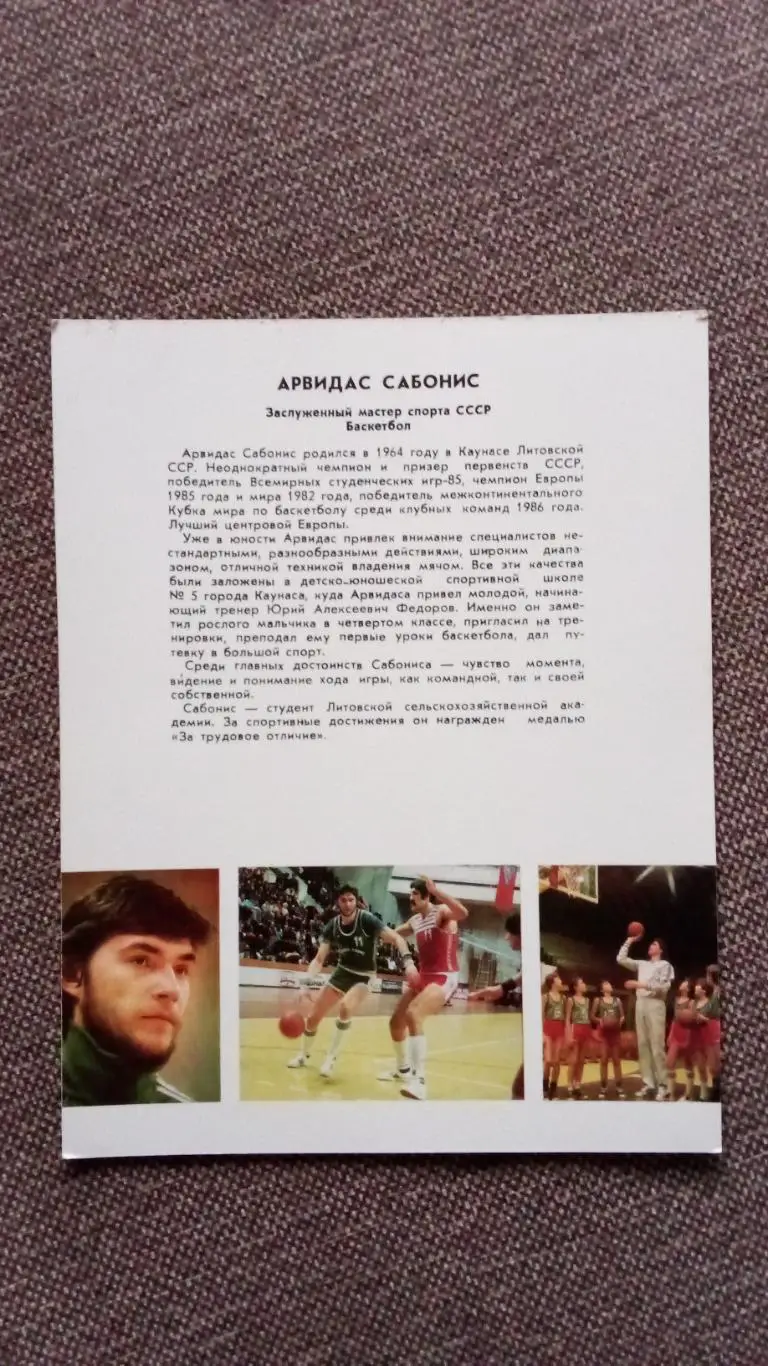 АРВИДАС САБОНИС
Заслуженный мастер спорта СССР
Баскетбол
Арвидас Сабонис родился в 1964 году в Каунасе Литовской
ССР. Неоднократный чемпион и призер первенств СССР,
победитель Всемирных студенческих игр-85, чемпион Европы
1985 года и мира 1982 года, победитель межконтинентального
Кубка мира по баскетболу среди клубных команд 1986 года.
Лучший центровой Европы.
Уже в юности Арвидас привлек внимание специалистов не-
стандартными, разнообразными действиями, широким диапа-
зоном, отличной техникой владения мячом. Все эти качества
были заложены в детско-юношеской спортивной школе
№ 5 города Каунаса, куда Арвидаса привел молодой, начина-
ющий тренер Юрий Алексеевич Федоров. Именно он заме-
тил рослого мальчика в четвертом классе, пригласил на тре-
нировки, преподал ему первые уроки баскетбола, дал пу-
тевку в большой спорт.
Среди главных достоинств Сабониса — чувство момента,
видение и понимание хода игры, как командной, так и своей
собственной.
Сабонис — студент Литовской сельскохозяйственной ака-
демии. За спортивные достижения он награжден медалью
«За трудовое отличие».
11
11